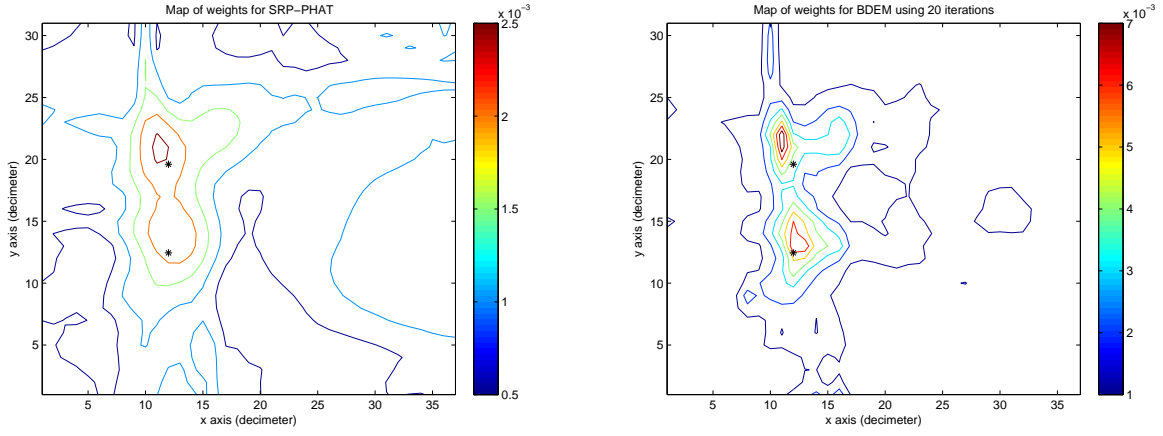 Map of weights for SRP−PHAT
x 10⁻³
30
25
20
15
10
5
y axis (decimeter)
5 10 15 20 25 30 35
x axis (decimeter)
2.5
2
1.5
1
0.5
Map of weights for BDEM using 20 iterations
x 10⁻³
30
25
20
15
10
5
y axis (decimeter)
5 10 15 20 25 30 35
x axis (decimeter)
7
6
5
4
3
2
1